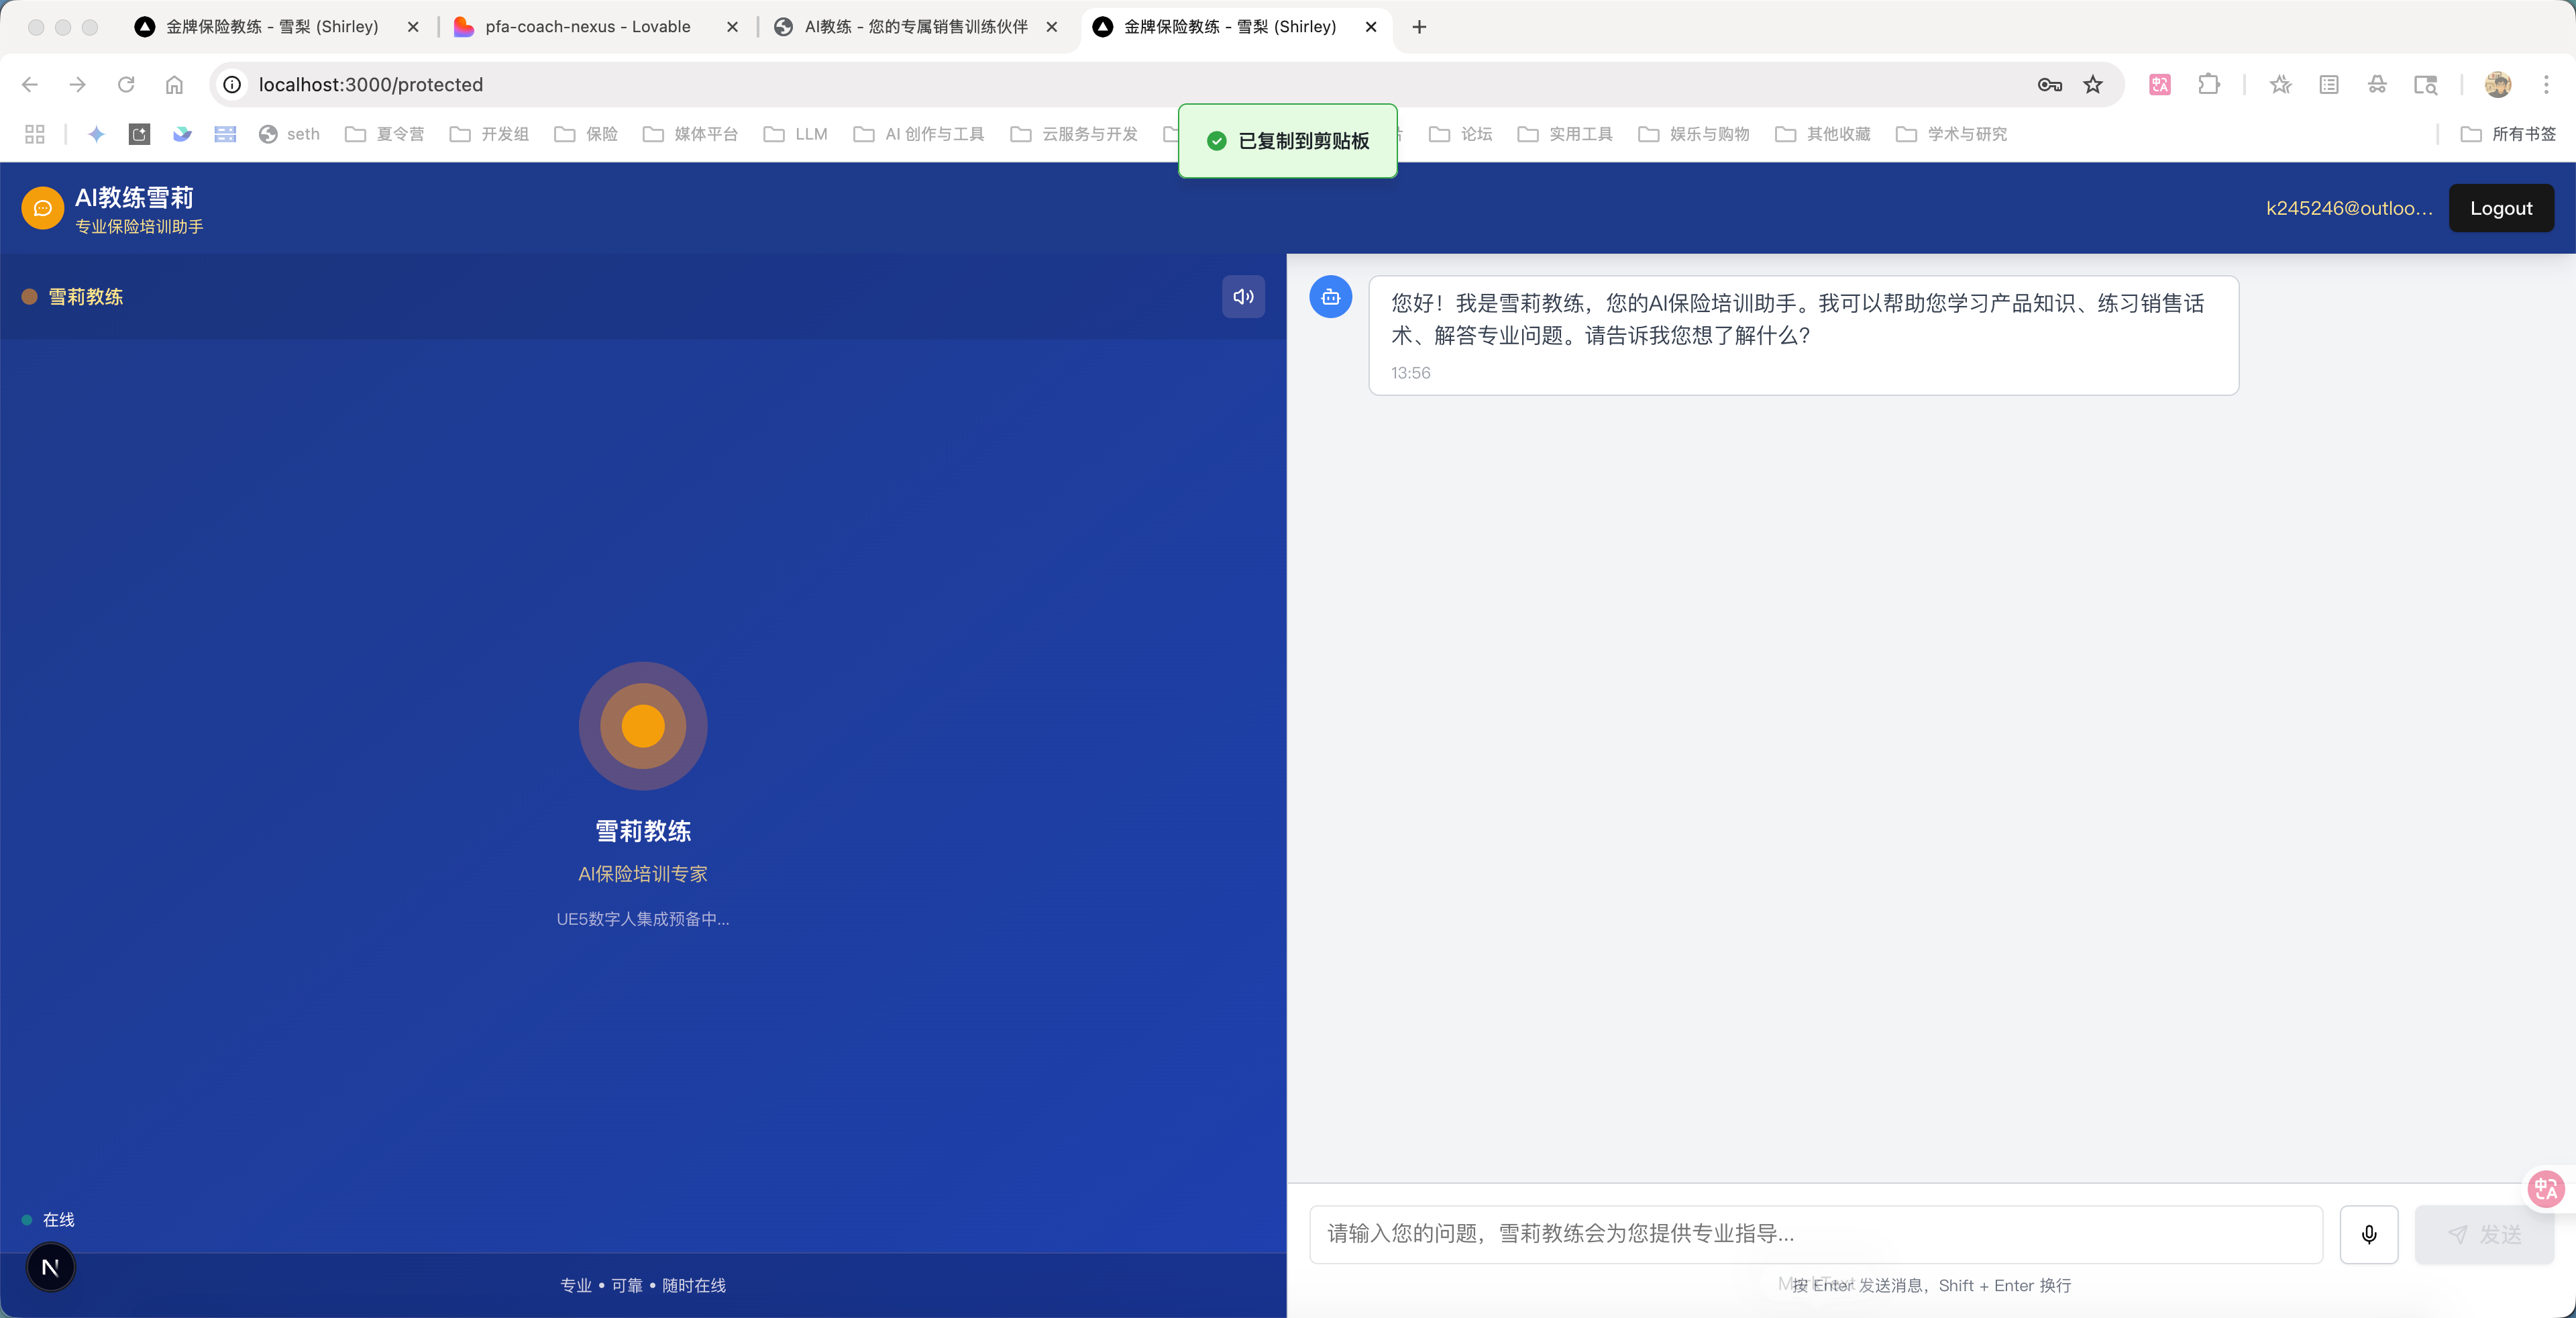 金牌保险教练 - 雪梨 (Shirley)
pfa-coach-nexus - Lovable
AI教练 - 您的专属销售训练伙伴
金牌保险教练 - 雪梨 (Shirley)
localhost:3000/protected
seth
夏令营
开发组
保险
媒体平台
LLM
AI 创作与工具
云服务与开发
论坛
实用工具
娱乐与购物
其他收藏
学术与研究
所有书签
已复制到剪贴板
AI教练雪莉
专业保险培训助手
k245246@outloo...
Logout
雪莉教练
您好！我是雪莉教练，您的AI保险培训助手。我可以帮助您学习产品知识、练习销售话
术、解答专业问题。请告诉我您想了解什么？
13:56
雪莉教练
AI保险培训专家
UE5数字人集成预备中...
在线
N
专业 • 可靠 • 随时在线
请输入您的问题，雪莉教练会为您提供专业指导...
发送
按 Enter 发送消息，Shift + Enter 换行